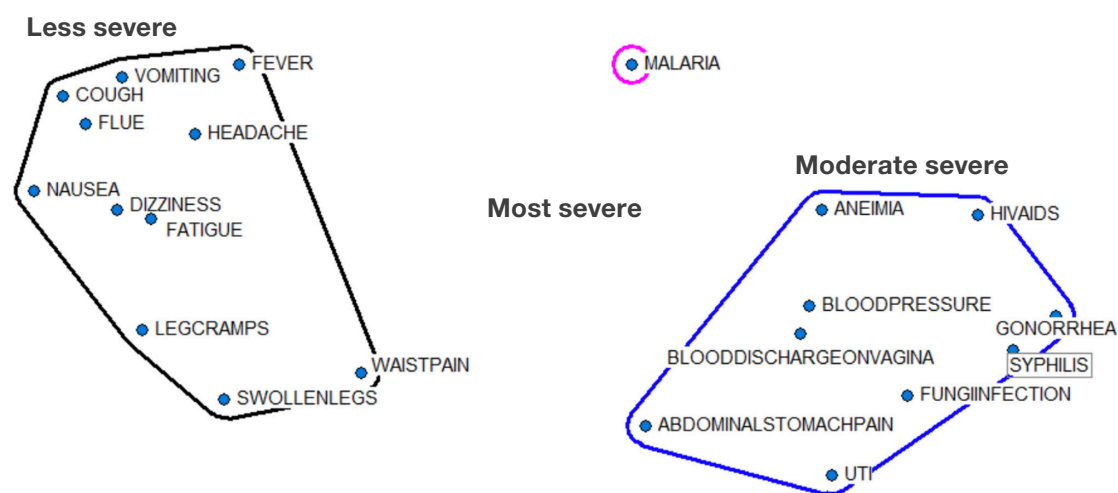 Less severe
FEVER
VOMITING
MALARIA
COUGH
FLUE
HEADACHE
Moderate severe
NAUSEA
DIZZINESS
Most severe
ANEIMIA
HIVAIDS
FATIGUE
BLOODPRESSURE
LEGCRAMPS
GONORRHEA
BLOODDISCHARGEONVAGINA
SYPHILIS
WAISTPAIN
SWOLLENLEGS
FUNGIINFECTION
ABDOMINALSTOMACHPAIN
UTI